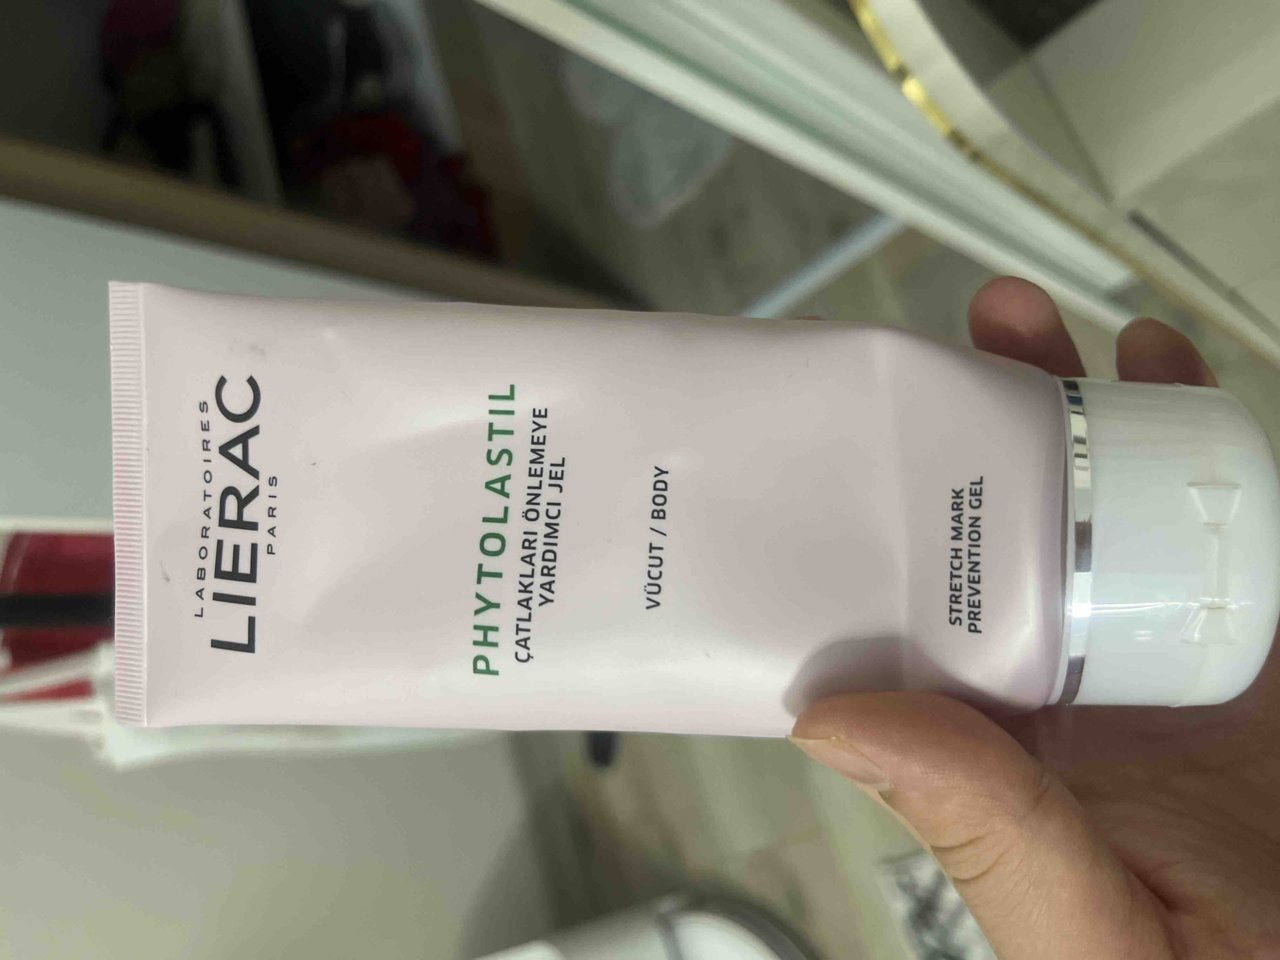 LABORATOIRES
LIERAC
PARIS
PHYTOLASTIL
ÇATLAKLARI ÖNLEMEYE
YARDIMCI JEL
VÜCUT / BODY
STRETCH MARK
PREVENTION GEL